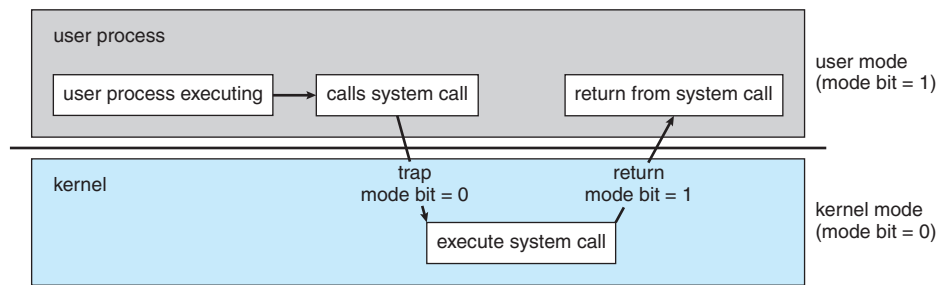 user process
user process executing
calls system call
return from system call
user mode
(mode bit = 1)
kernel
trap
mode bit = 0
return
mode bit = 1
execute system call
kernel mode
(mode bit = 0)